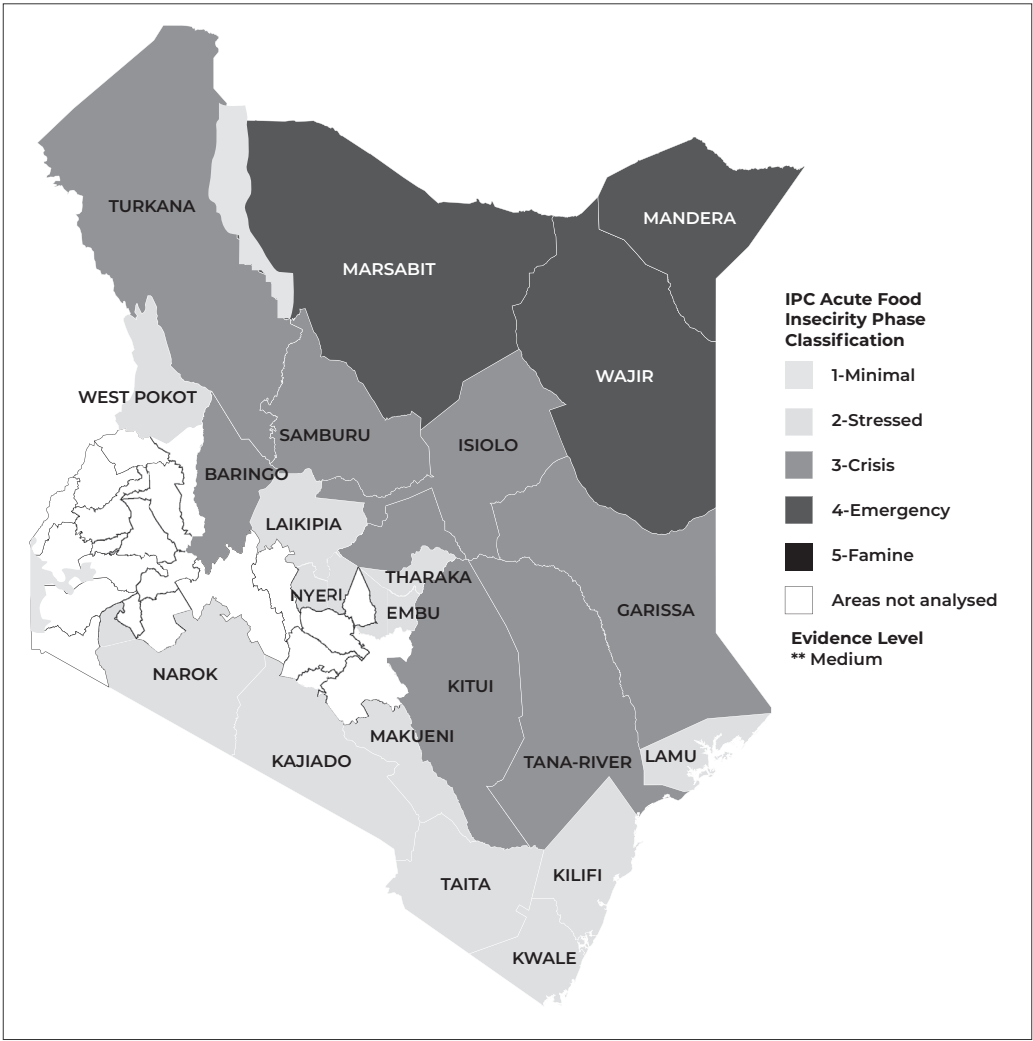 TURKANA
MANDERA
MARSABIT
WAJIR
WEST POKOT
SAMBURU
ISIOLO
BARINGO
LAIKIPIA
THARAKA
NYERI
EMBU
GARISSA
NAROK
KITUI
MAKUENI
KAJIADO
TANA-RIVER
LAMU
TAITA
KILIFI
KWALE
IPC Acute Food
Insecirity Phase
Classification
1-Minimal
2-Stressed
3-Crisis
4-Emergency
5-Famine
Areas not analysed
Evidence Level
** Medium